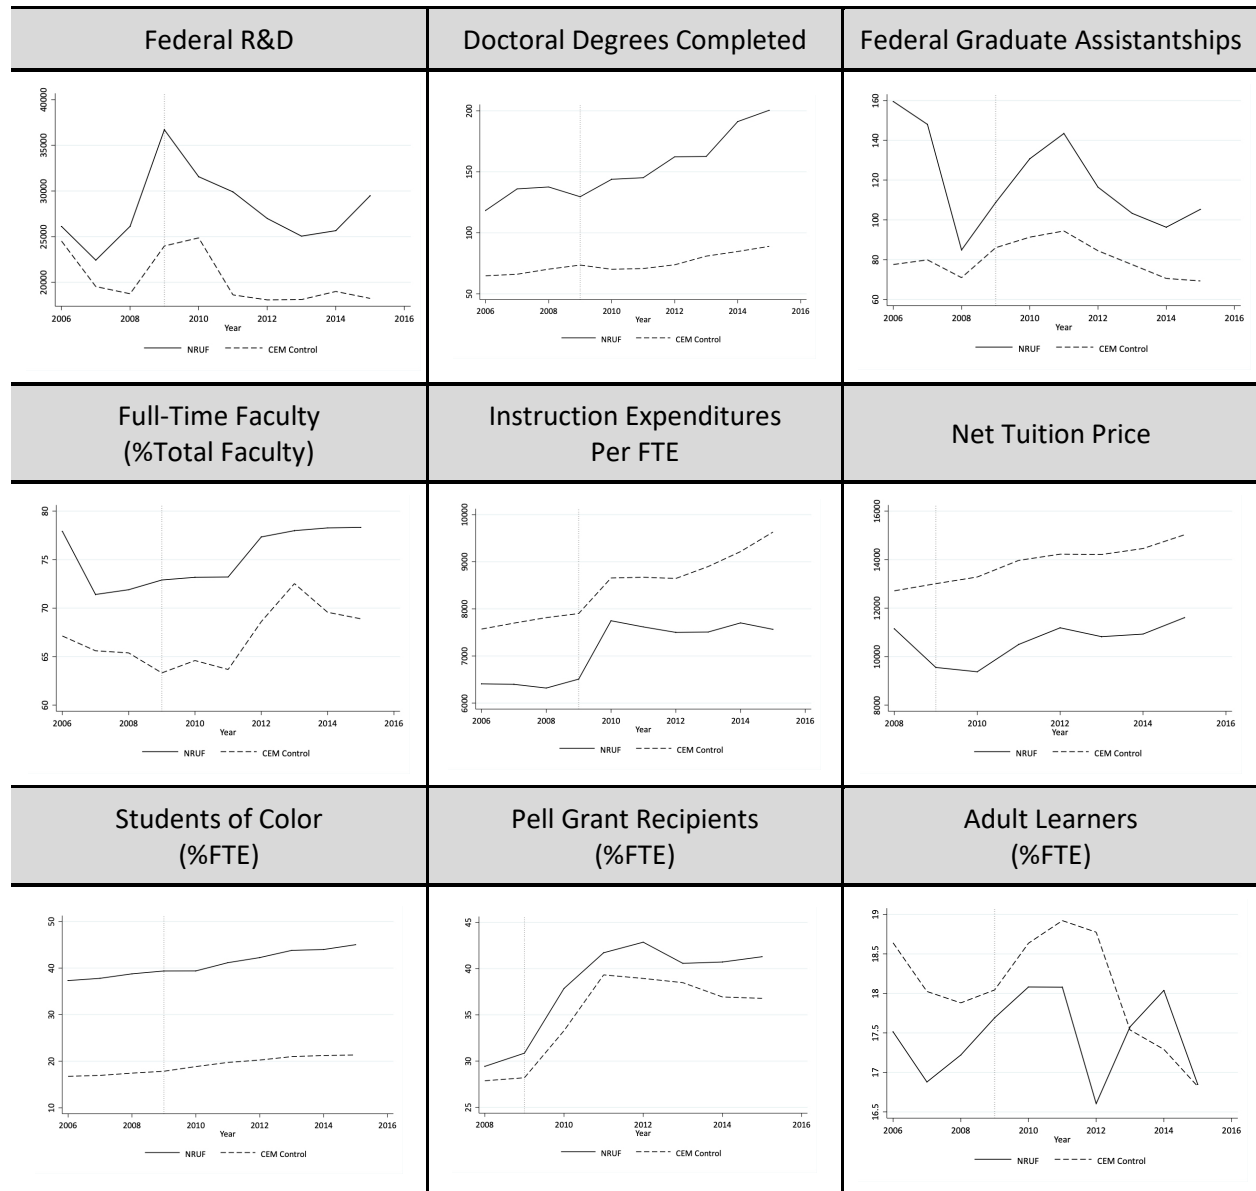 Federal R&D
Doctoral Degrees Completed
Federal Graduate Assistantships
40000
35000
30000
25000
20000
2006 2008 2010 2012 2014 2016
Year
NRUF CEM Control
200
150
100
50
2006 2008 2010 2012 2014 2016
Year
NRUF CEM Control
160
140
120
100
80
60
2006 2008 2010 2012 2014 2016
Year
NRUF CEM Control
Full-Time Faculty
(%Total Faculty)
Instruction Expenditures
Per FTE
Net Tuition Price
80
75
70
65
60
2006 2008 2010 2012 2014 2016
Year
NRUF CEM Control
10000
9000
8000
7000
6000
2006 2008 2010 2012 2014 2016
Year
NRUF CEM Control
16000
14000
12000
10000
8000
2008 2010 2012 2014 2016
Year
NRUF CEM Control
Students of Color
(%FTE)
Pell Grant Recipients
(%FTE)
Adult Learners
(%FTE)
50
40
30
20
10
2006 2008 2010 2012 2014 2016
Year
NRUF CEM Control
45
40
35
30
25
2008 2010 2012 2014 2016
Year
NRUF CEM Control
19
18.5
18
17.5
17
16.5
2006 2008 2010 2012 2014 2016
Year
NRUF CEM Control